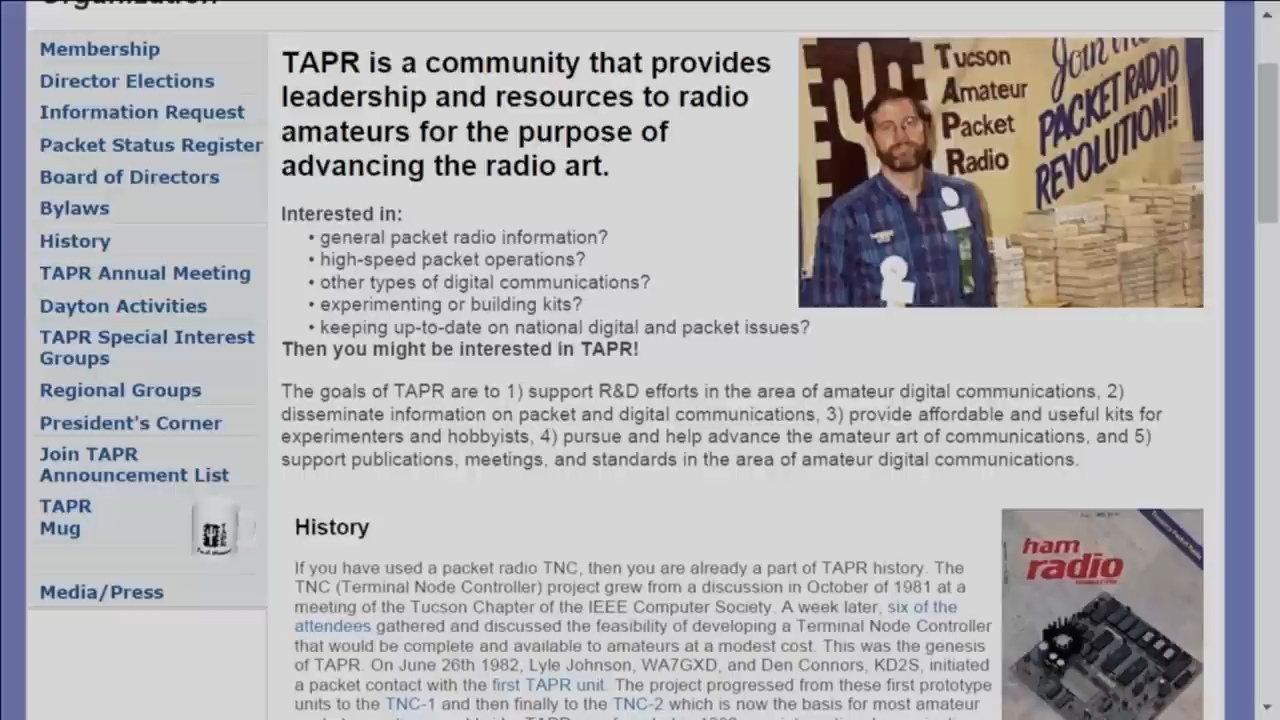 Organization
Membership
Director Elections
Information Request
Packet Status Register
Board of Directors
Bylaws
History
TAPR Annual Meeting
Dayton Activities
TAPR Special Interest
Groups
Regional Groups
President's Corner
Join TAPR
Announcement List
TAPR
Mug
Media/Press
TAPR is a community that provides
leadership and resources to radio
amateurs for the purpose of
advancing the radio art.
Interested in:
• general packet radio information?
• high-speed packet operations?
• other types of digital communications?
• experimenting or building kits?
• keeping up-to-date on national digital and packet issues?
Then you might be interested in TAPR!
Tucson
Amateur
Packet
Radio
Join the
PACKET RADIO
REVOLUTION!!
The goals of TAPR are to 1) support R&D efforts in the area of amateur digital communications, 2)
disseminate information on packet and digital communications, 3) provide affordable and useful kits for
experimenters and hobbyists, 4) pursue and help advance the amateur art of communications, and 5)
support publications, meetings, and standards in the area of amateur digital communications.
History
If you have used a packet radio TNC, then you are already a part of TAPR history. The
TNC (Terminal Node Controller) project grew from a discussion in October of 1981 at a
meeting of the Tucson Chapter of the IEEE Computer Society. A week later, six of the
attendees gathered and discussed the feasibility of developing a Terminal Node Controller
that would be complete and available to amateurs at a modest cost. This was the genesis
of TAPR. On June 26th 1982, Lyle Johnson, WA7GXD, and Den Connors, KD2S, initiated
a packet contact with the first TAPR unit. The project progressed from these first prototype
units to the TNC-1 and then finally to the TNC-2 which is now the basis for most amateur
ham
radio